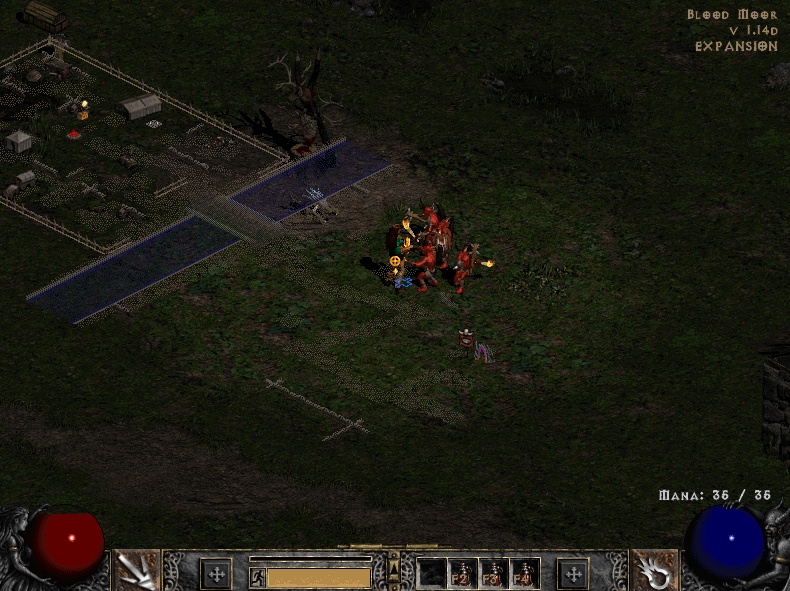 Blood Moor
v 1.14d
EXPANSION
Mana: 36 / 36
F2
F3
F4